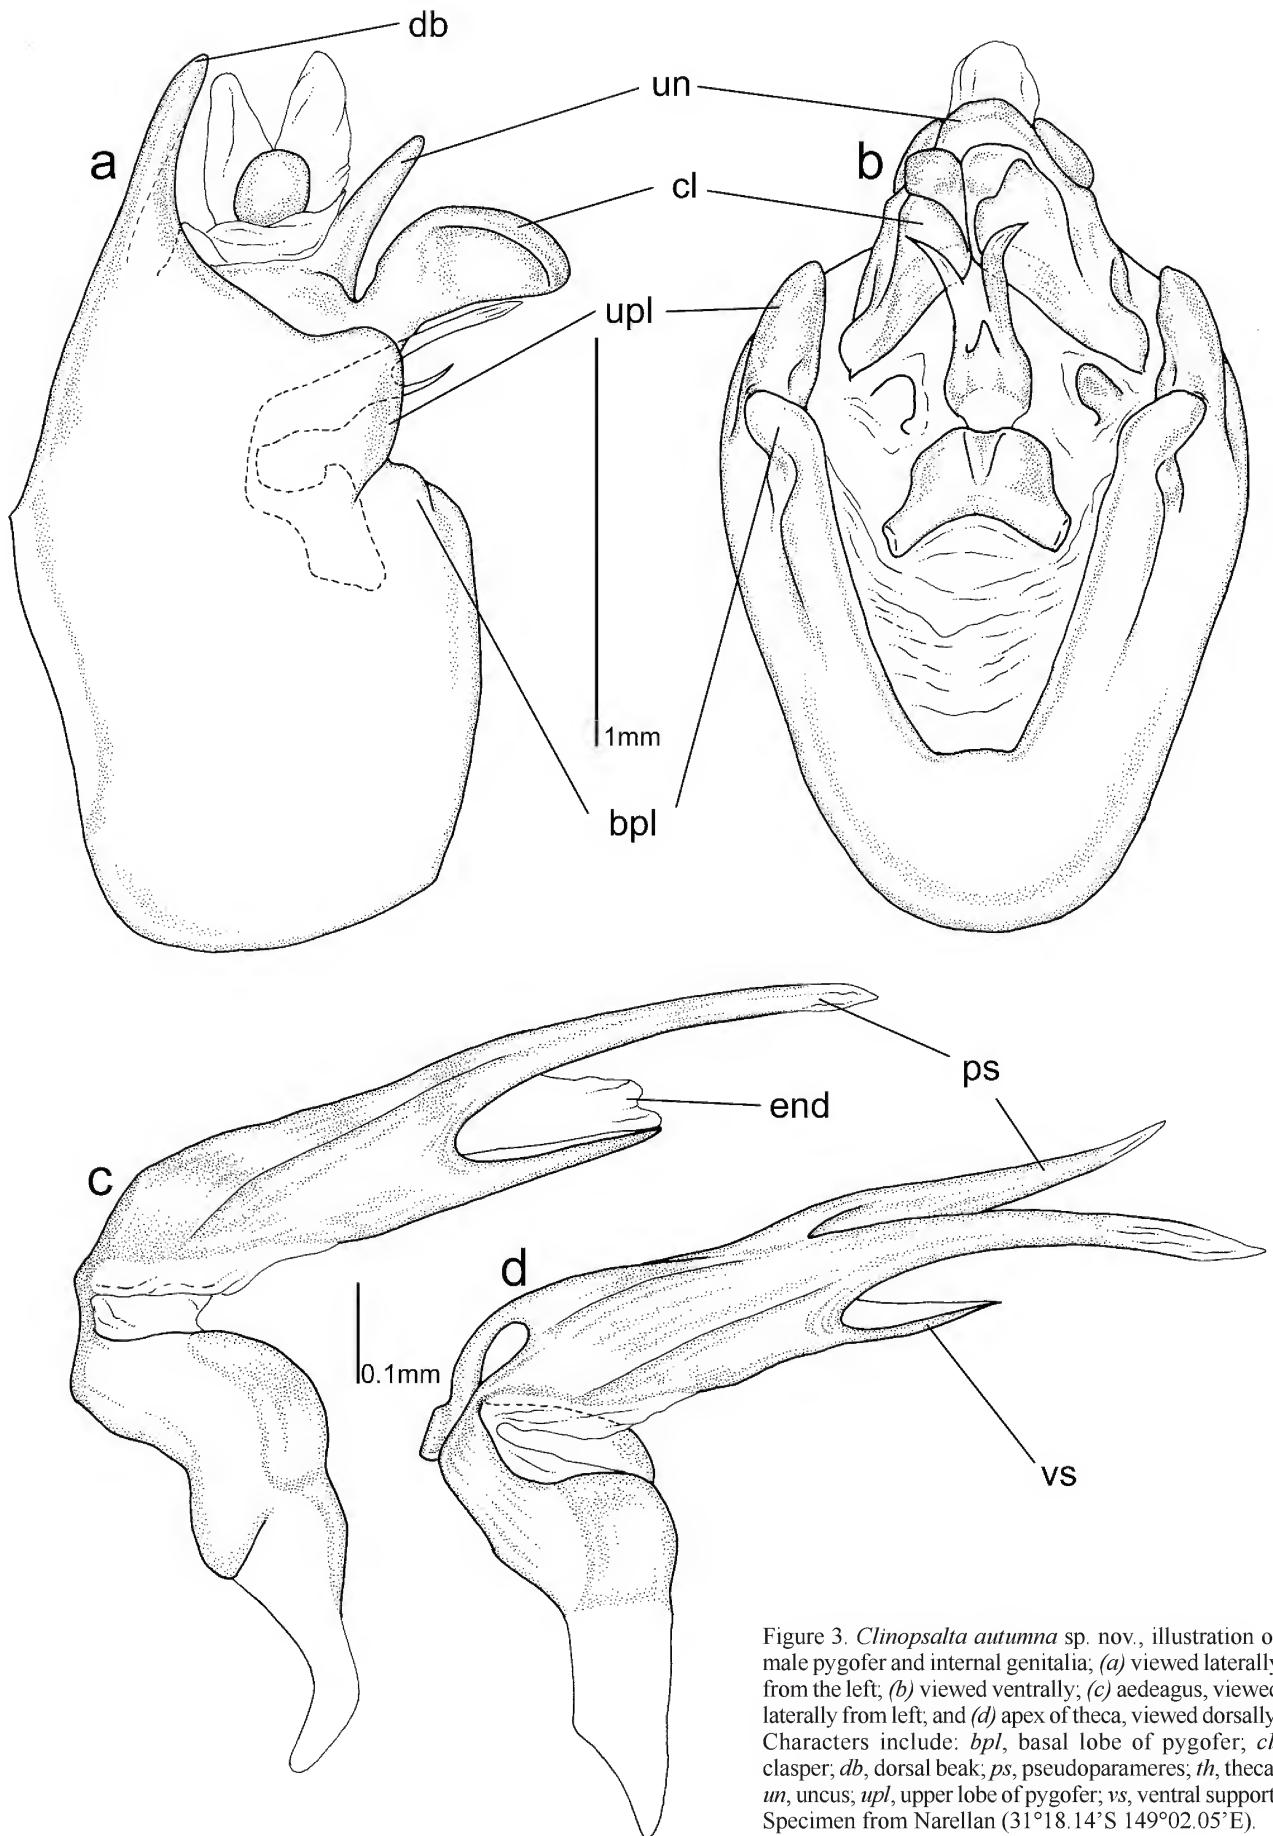 db
un
a
b
cl
upl
1mm
bpl
ps
end
c
d
0.1mm
vs
Figure 3. Clinopsalta autumna sp. nov., illustration o
male pygofer and internal genitalia; (a) viewed laterally
from the left; (b) viewed ventrally; (c) aedeagus, viewed
laterally from left; and (d) apex of theca, viewed dorsally
Characters include: bpl, basal lobe of pygofer; cl
clasper; db, dorsal beak; ps, pseudoparameres; th, theca
un, uncus; upl, upper lobe of pygofer; vs, ventral support
Specimen from Narellan (31°18.14’S 149°02.05’E).